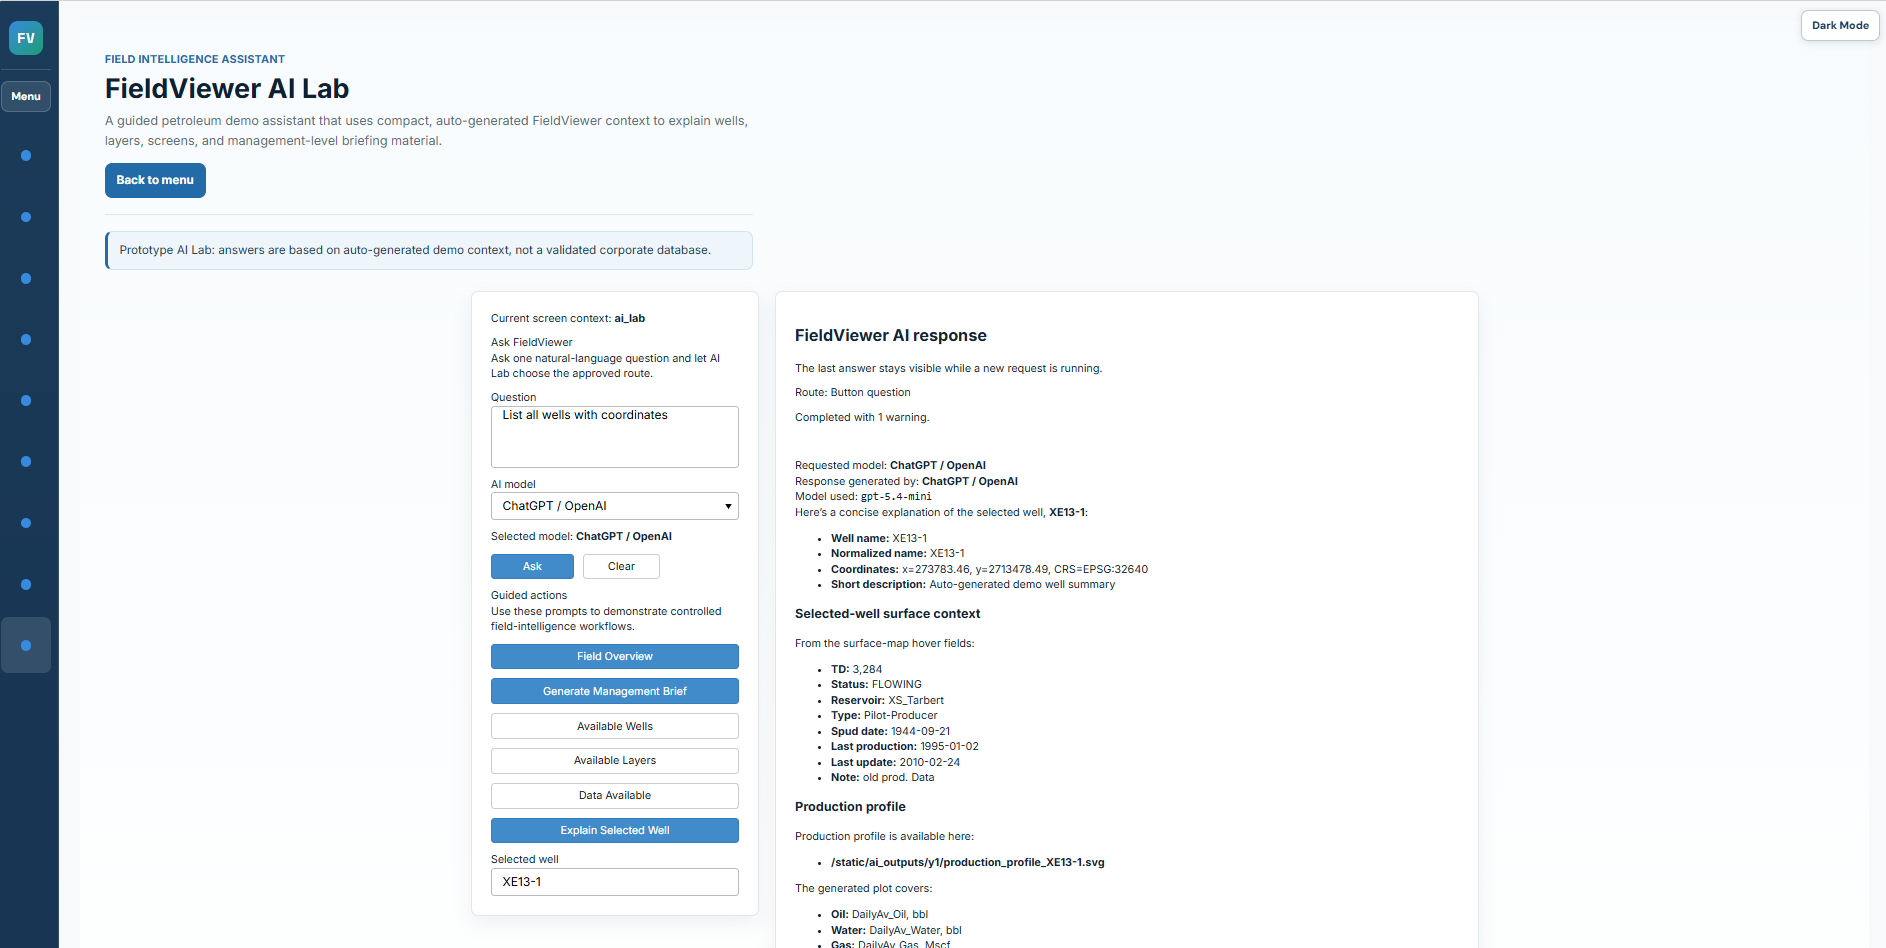 FV
Menu
Dark Mode
FIELD INTELLIGENCE ASSISTANT
FieldViewer AI Lab
A guided petroleum demo assistant that uses compact, auto-generated FieldViewer context to explain wells,
layers, screens, and management-level briefing material.
Back to menu
Prototype AI Lab: answers are based on auto-generated demo context, not a validated corporate database.
Current screen context: ai_lab
Ask FieldViewer
Ask one natural-language question and let AI
Lab choose the approved route.
Question
List all wells with coordinates
AI model
ChatGPT / OpenAI
Selected model: ChatGPT / OpenAI
Ask
Clear
Guided actions
Use these prompts to demonstrate controlled
field-intelligence workflows.
Field Overview
Generate Management Brief
Available Wells
Available Layers
Data Available
Explain Selected Well
Selected well
XE13-1
FieldViewer AI response
The last answer stays visible while a new request is running.
Route: Button question
Completed with 1 warning.
Requested model: ChatGPT / OpenAI
Response generated by: ChatGPT / OpenAI
Model used: gpt-5.4-mini
Here's a concise explanation of the selected well, XE13-1:
• Well name: XE13-1
• Normalized name: XE13-1
• Coordinates: x=273783.46, y=2713478.49, CRS=EPSG:32640
• Short description: Auto-generated demo well summary
Selected-well surface context
From the surface-map hover fields:
• TD: 3,284
• Status: FLOWING
• Reservoir: XS_Tarbert
• Type: Pilot-Producer
• Spud date: 1944-09-21
• Last production: 1995-01-02
• Last update: 2010-02-24
• Note: old prod. Data
Production profile
Production profile is available here:
• /static/ai_outputs/y1/production_profile_XE13-1.svg
The generated plot covers:
• Oil: DailyAv_Oil, bbl
• Water: DailyAv_Water, bbl
• Gas: DailyAv_Gas, Mscf